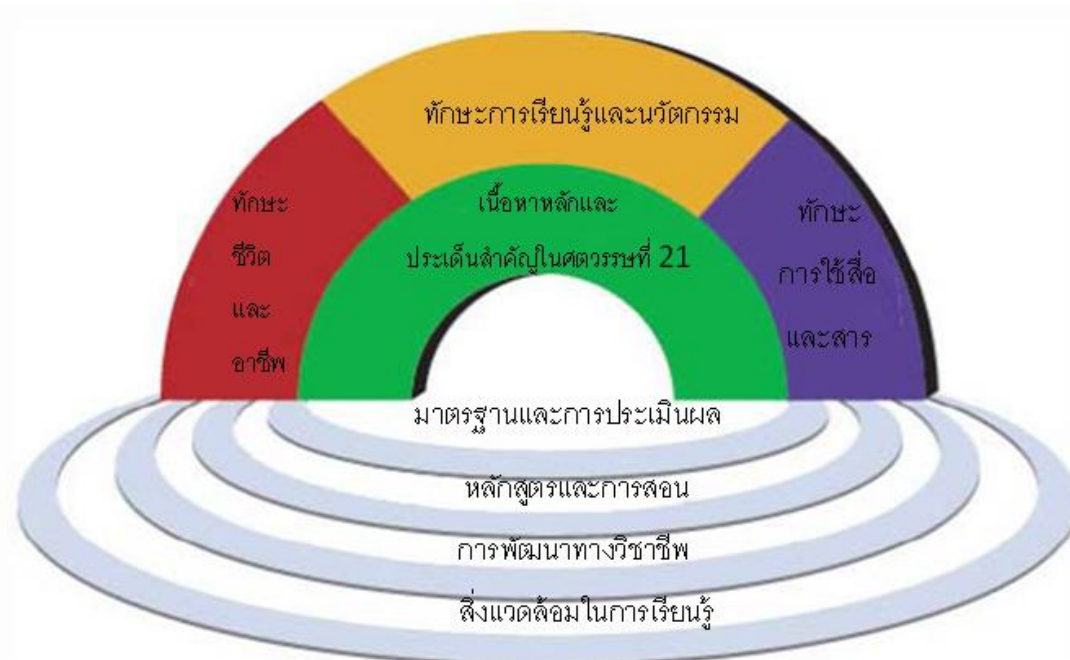 ทักษะการเรียนรู้และนวัตกรรม
ทักษะ
ชีวิต
และ
อาชีพ
เนื้อหาหลักและ
ประเด็นสำคัญในศตวรรษที่ 21
ทักษะ
การใช้สื่อ
และสาร
มาตรฐานและการประเมินผล
หลักสูตรและการสอน
การพัฒนาทางวิชาชีพ
สิ่งแวดล้อมในการเรียนรู้